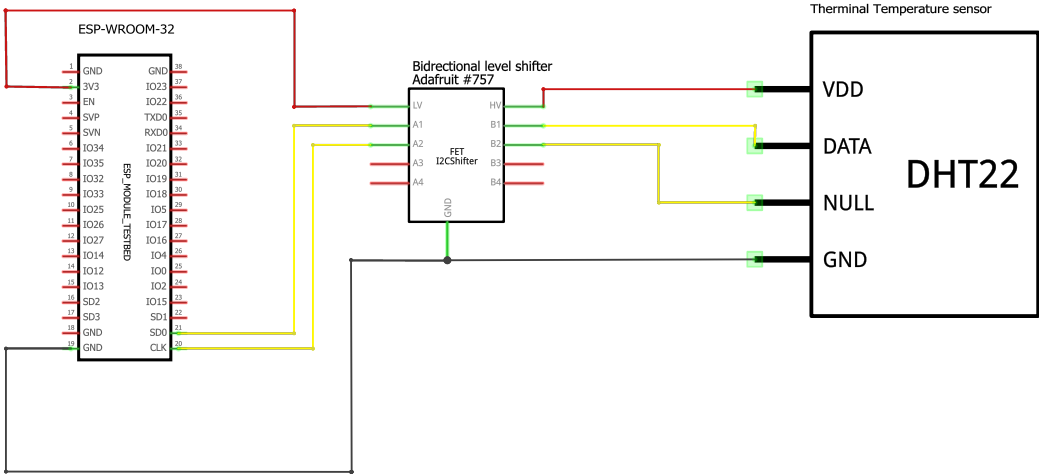 Therminal Temperature sensor
ESP-WROOM-32
Bidrectional level shifter
Adafruit #757
1 GND GND 38
2 3V3 IO23 37
3 EN IO22 36
4 SVP TXD0 35
5 SVN RXD0 34
6 IO34 IO21 33
7 IO35 IO20 32
8 IO32 IO19 31
9 IO33 IO18 30
10 IO25 IO5 29
11 IO26 IO17 28
12 IO27 IO16 27
13 IO14 IO4 26
14 IO12 IO0 25
15 IO13 IO2 24
16 SD2 IO15 23
17 SD3 SD1 22
18 GND SD0 21
19 GND CLK 20
ESP_MODULE_TESTBED
LV HV
A1 B1
A2 B2
FET
I2CShifter
A3 B3
A4 B4
GND
VDD
DATA
DHT22
NULL
GND